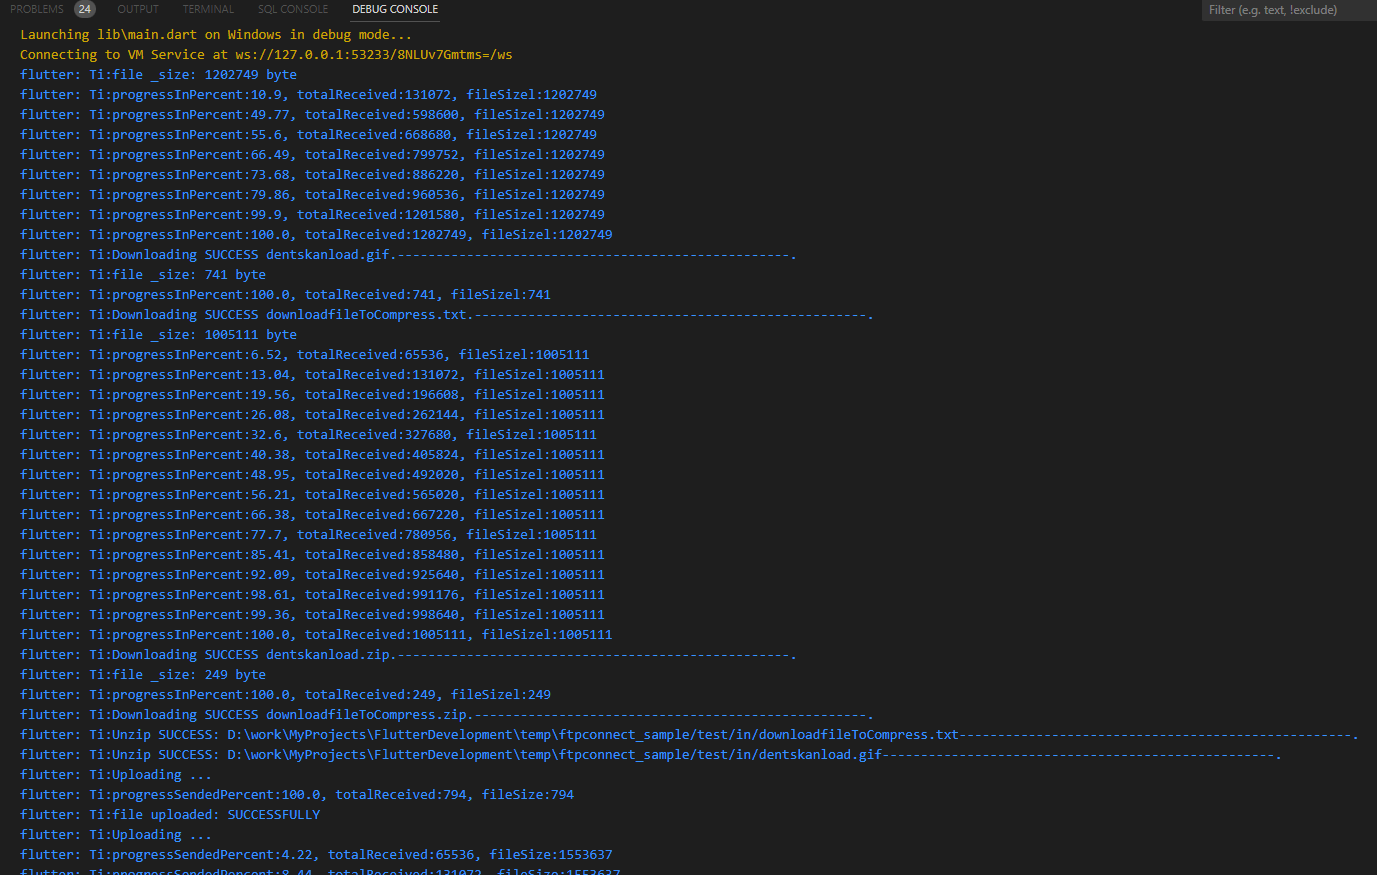 PROBLEMS 24 OUTPUT TERMINAL SQL CONSOLE DEBUG CONSOLE Filter (e.g. text, !exclude)
Launching lib\main.dart on Windows in debug mode...
Connecting to VM Service at ws://127.0.0.1:53233/8NLUv7Gmtms=/ws
flutter: Ti:file _size: 1202749 byte
flutter: Ti:progressInPercent:10.9, totalReceived:131072, fileSizel:1202749
flutter: Ti:progressInPercent:49.77, totalReceived:598600, fileSizel:1202749
flutter: Ti:progressInPercent:55.6, totalReceived:668680, fileSizel:1202749
flutter: Ti:progressInPercent:66.49, totalReceived:799752, fileSizel:1202749
flutter: Ti:progressInPercent:73.68, totalReceived:886220, fileSizel:1202749
flutter: Ti:progressInPercent:79.86, totalReceived:960536, fileSizel:1202749
flutter: Ti:progressInPercent:99.9, totalReceived:1201580, fileSizel:1202749
flutter: Ti:progressInPercent:100.0, totalReceived:1202749, fileSizel:1202749
flutter: Ti:Downloading SUCCESS dentskanload.gif.---------------------------------------------------.
flutter: Ti:file _size: 741 byte
flutter: Ti:progressInPercent:100.0, totalReceived:741, fileSizel:741
flutter: Ti:Downloading SUCCESS downloadfileToCompress.txt.---------------------------------------------------.
flutter: Ti:file _size: 1005111 byte
flutter: Ti:progressInPercent:6.52, totalReceived:65536, fileSizel:1005111
flutter: Ti:progressInPercent:13.04, totalReceived:131072, fileSizel:1005111
flutter: Ti:progressInPercent:19.56, totalReceived:196608, fileSizel:1005111
flutter: Ti:progressInPercent:26.08, totalReceived:262144, fileSizel:1005111
flutter: Ti:progressInPercent:32.6, totalReceived:327680, fileSizel:1005111
flutter: Ti:progressInPercent:40.38, totalReceived:405824, fileSizel:1005111
flutter: Ti:progressInPercent:48.95, totalReceived:492020, fileSizel:1005111
flutter: Ti:progressInPercent:56.21, totalReceived:565020, fileSizel:1005111
flutter: Ti:progressInPercent:66.38, totalReceived:667220, fileSizel:1005111
flutter: Ti:progressInPercent:77.7, totalReceived:780956, fileSizel:1005111
flutter: Ti:progressInPercent:85.41, totalReceived:858480, fileSizel:1005111
flutter: Ti:progressInPercent:92.09, totalReceived:925640, fileSizel:1005111
flutter: Ti:progressInPercent:98.61, totalReceived:991176, fileSizel:1005111
flutter: Ti:progressInPercent:99.36, totalReceived:998640, fileSizel:1005111
flutter: Ti:progressInPercent:100.0, totalReceived:1005111, fileSizel:1005111
flutter: Ti:Downloading SUCCESS dentskanload.zip.---------------------------------------------------.
flutter: Ti:file _size: 249 byte
flutter: Ti:progressInPercent:100.0, totalReceived:249, fileSizel:249
flutter: Ti:Downloading SUCCESS downloadfileToCompress.zip.---------------------------------------------------.
flutter: Ti:Unzip SUCCESS: D:\work\MyProjects\FlutterDevelopment\temp\ftpconnect_sample/test/in/downloadfileToCompress.txt---------------------------------------------------.
flutter: Ti:Unzip SUCCESS: D:\work\MyProjects\FlutterDevelopment\temp\ftpconnect_sample/test/in/dentskanload.gif---------------------------------------------------.
flutter: Ti:Uploading ...
flutter: Ti:progressSendedPercent:100.0, totalReceived:794, fileSize:794
flutter: Ti:file uploaded: SUCCESSFULLY
flutter: Ti:Uploading ...
flutter: Ti:progressSendedPercent:4.22, totalReceived:65536, fileSize:1553637
flutter: Ti:progressSendedPercent:8.44, totalReceived:131072, fileSize:1553637